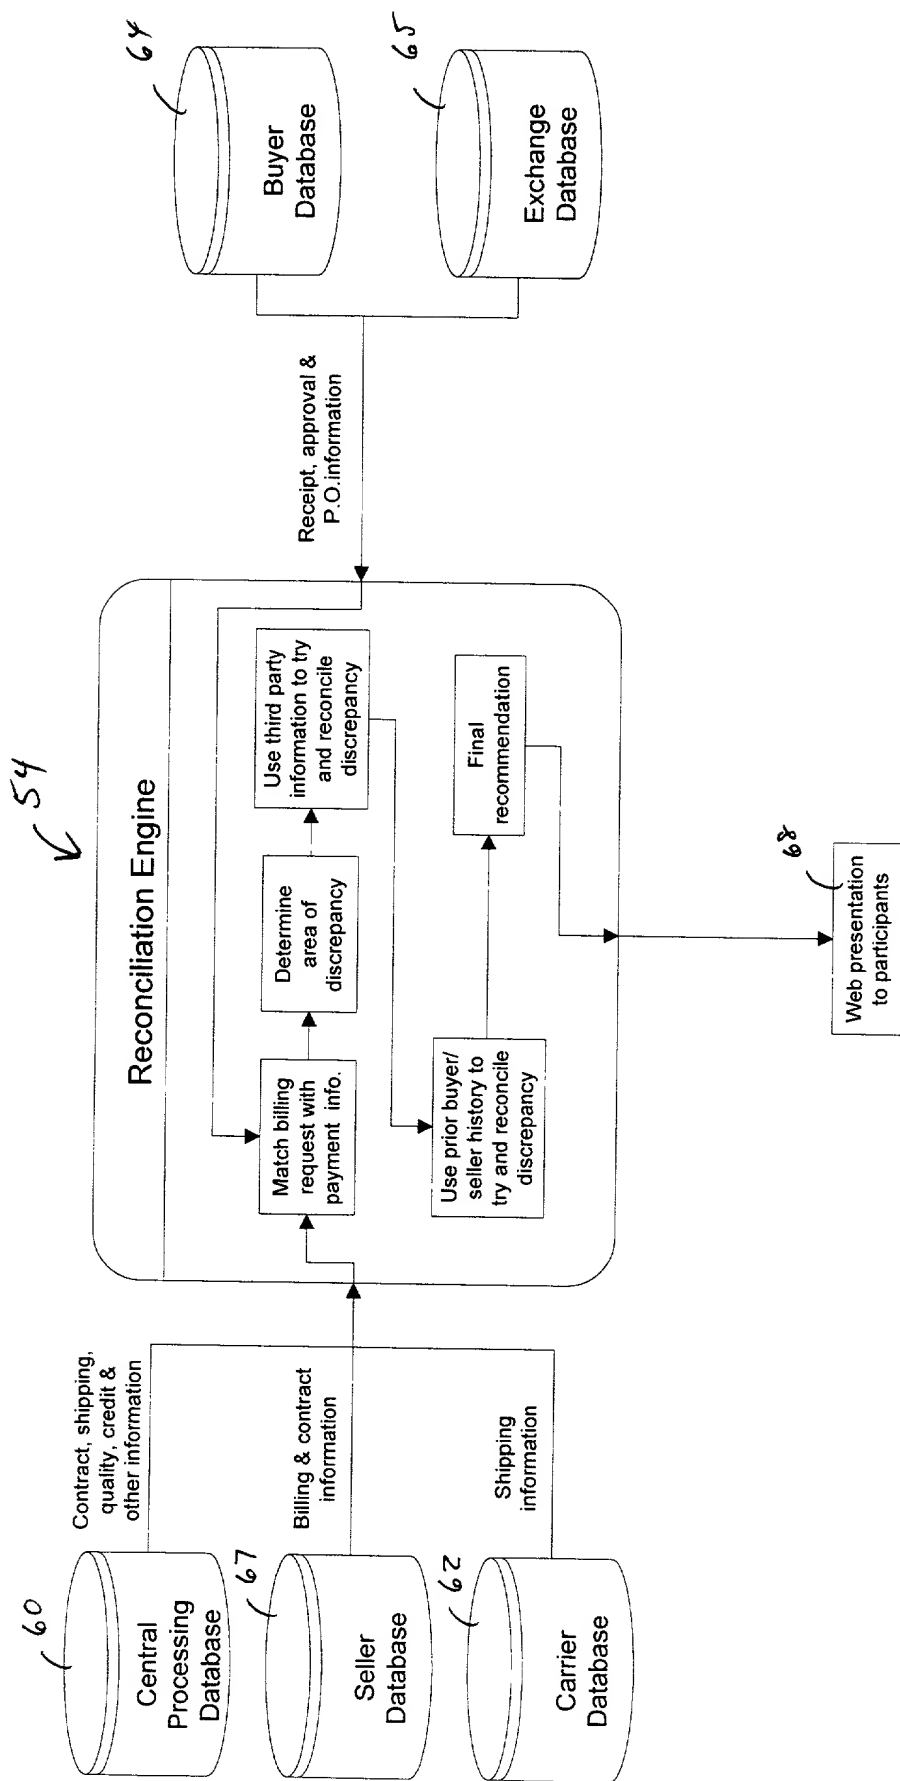 54
Reconciliation Engine
60
Central
Processing
Database
67
Seller
Database
62
Carrier
Database
Contract, shipping,
quality, credit &
other information
Billing & contract
information
Shipping
information
Match billing
request with
payment info.
Determine
area of
discrepancy
Use third party
information to try
and reconcile
discrepancy
Use prior buyer/
seller history to
try and reconcile
discrepancy
Final
recommendation
Receipt, approval &
P.O.information
64
Buyer
Database
65
Exchange
Database
68
Web presentation
to participants